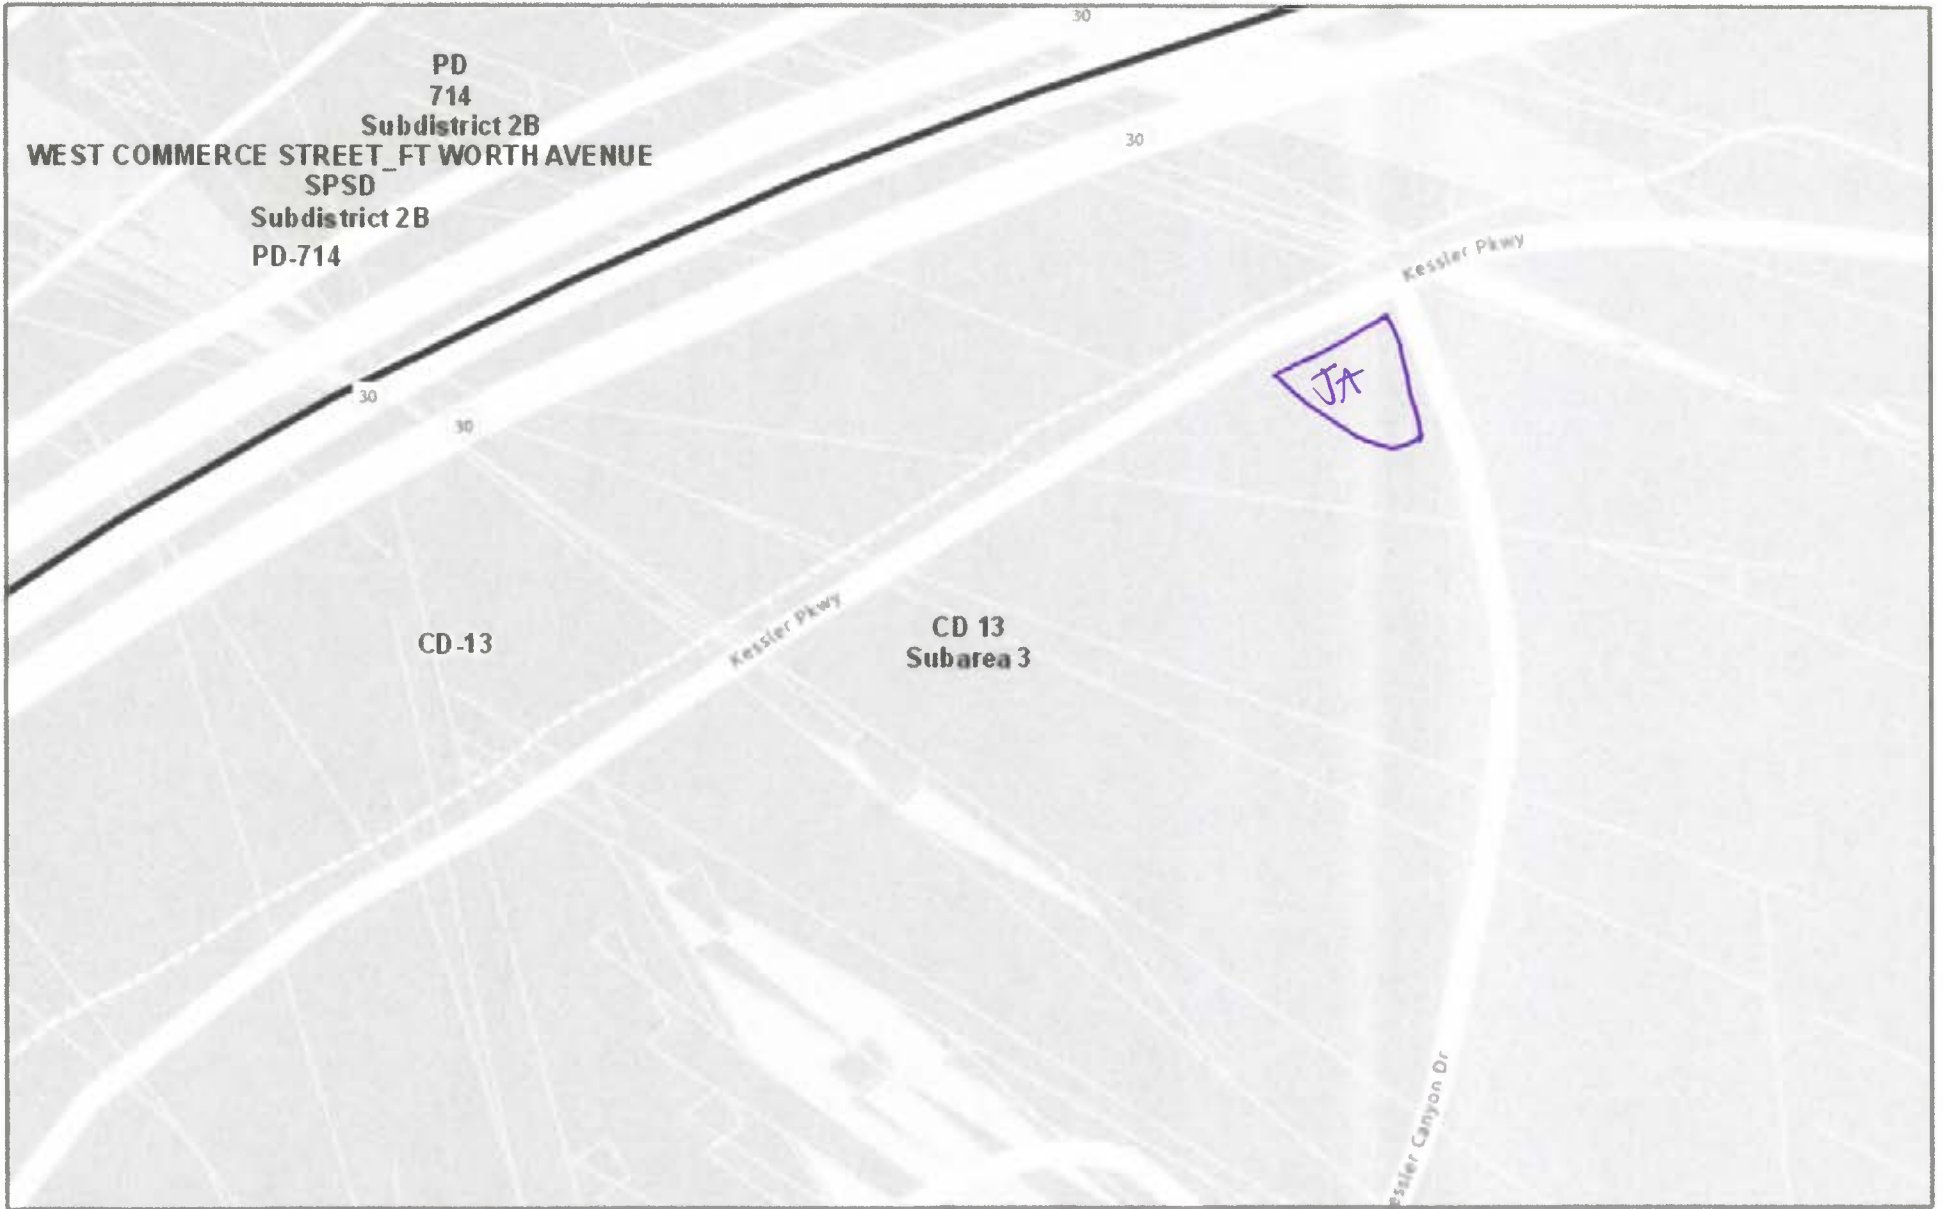 30
PD
714
Subdistrict 2B
WEST COMMERCE STREET_FT WORTH AVENUE
SPSD
Subdistrict 2B
PD-714
30
Kessler Pkwy
JA
30
30
Kessler Pkwy
CD-13
CD 13
Subarea 3
essler Canyon Dr